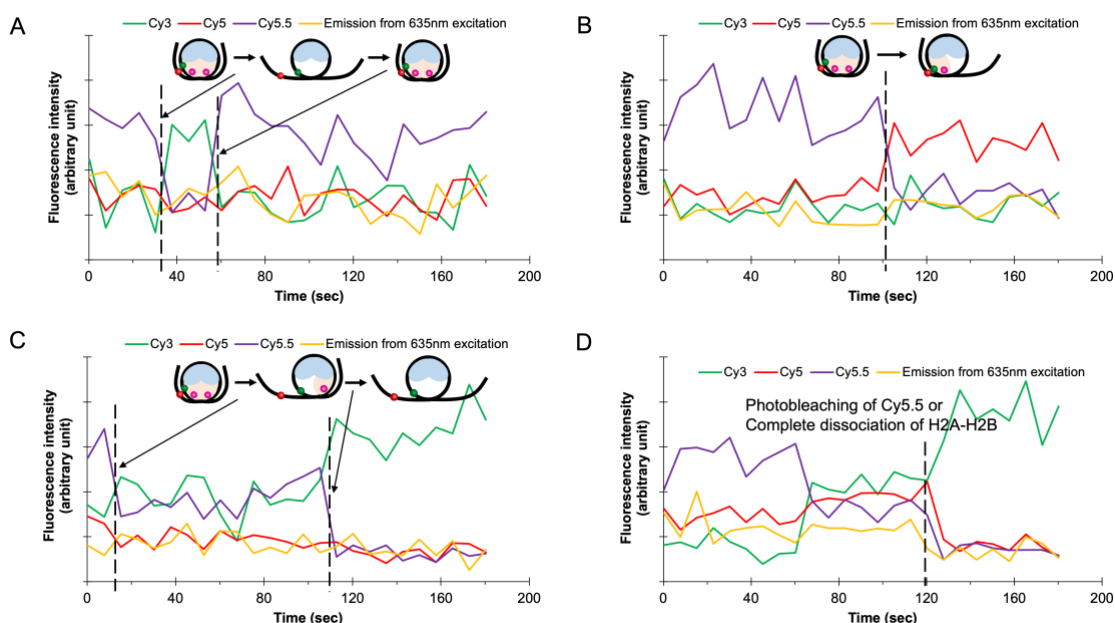 A
Cy3 Cy5 Cy5.5 Emission from 635nm excitation
Fluorescence intensity
(arbitrary unit)
0 40 80 120 160 200
Time (sec)
B
Cy3 Cy5 Cy5.5 Emission from 635nm excitation
Fluorescence intensity
(arbitrary unit)
0 40 80 120 160 200
Time (sec)
C
Cy3 Cy5 Cy5.5 Emission from 635nm excitation
Fluorescence intensity
(arbitrary unit)
0 40 80 120 160 200
Time (sec)
D
Cy3 Cy5 Cy5.5 Emission from 635nm excitation
Photobleaching of Cy5.5 or
Complete dissociation of H2A-H2B
Fluorescence intensity
(arbitrary unit)
0 40 80 120 160 200
Time (sec)